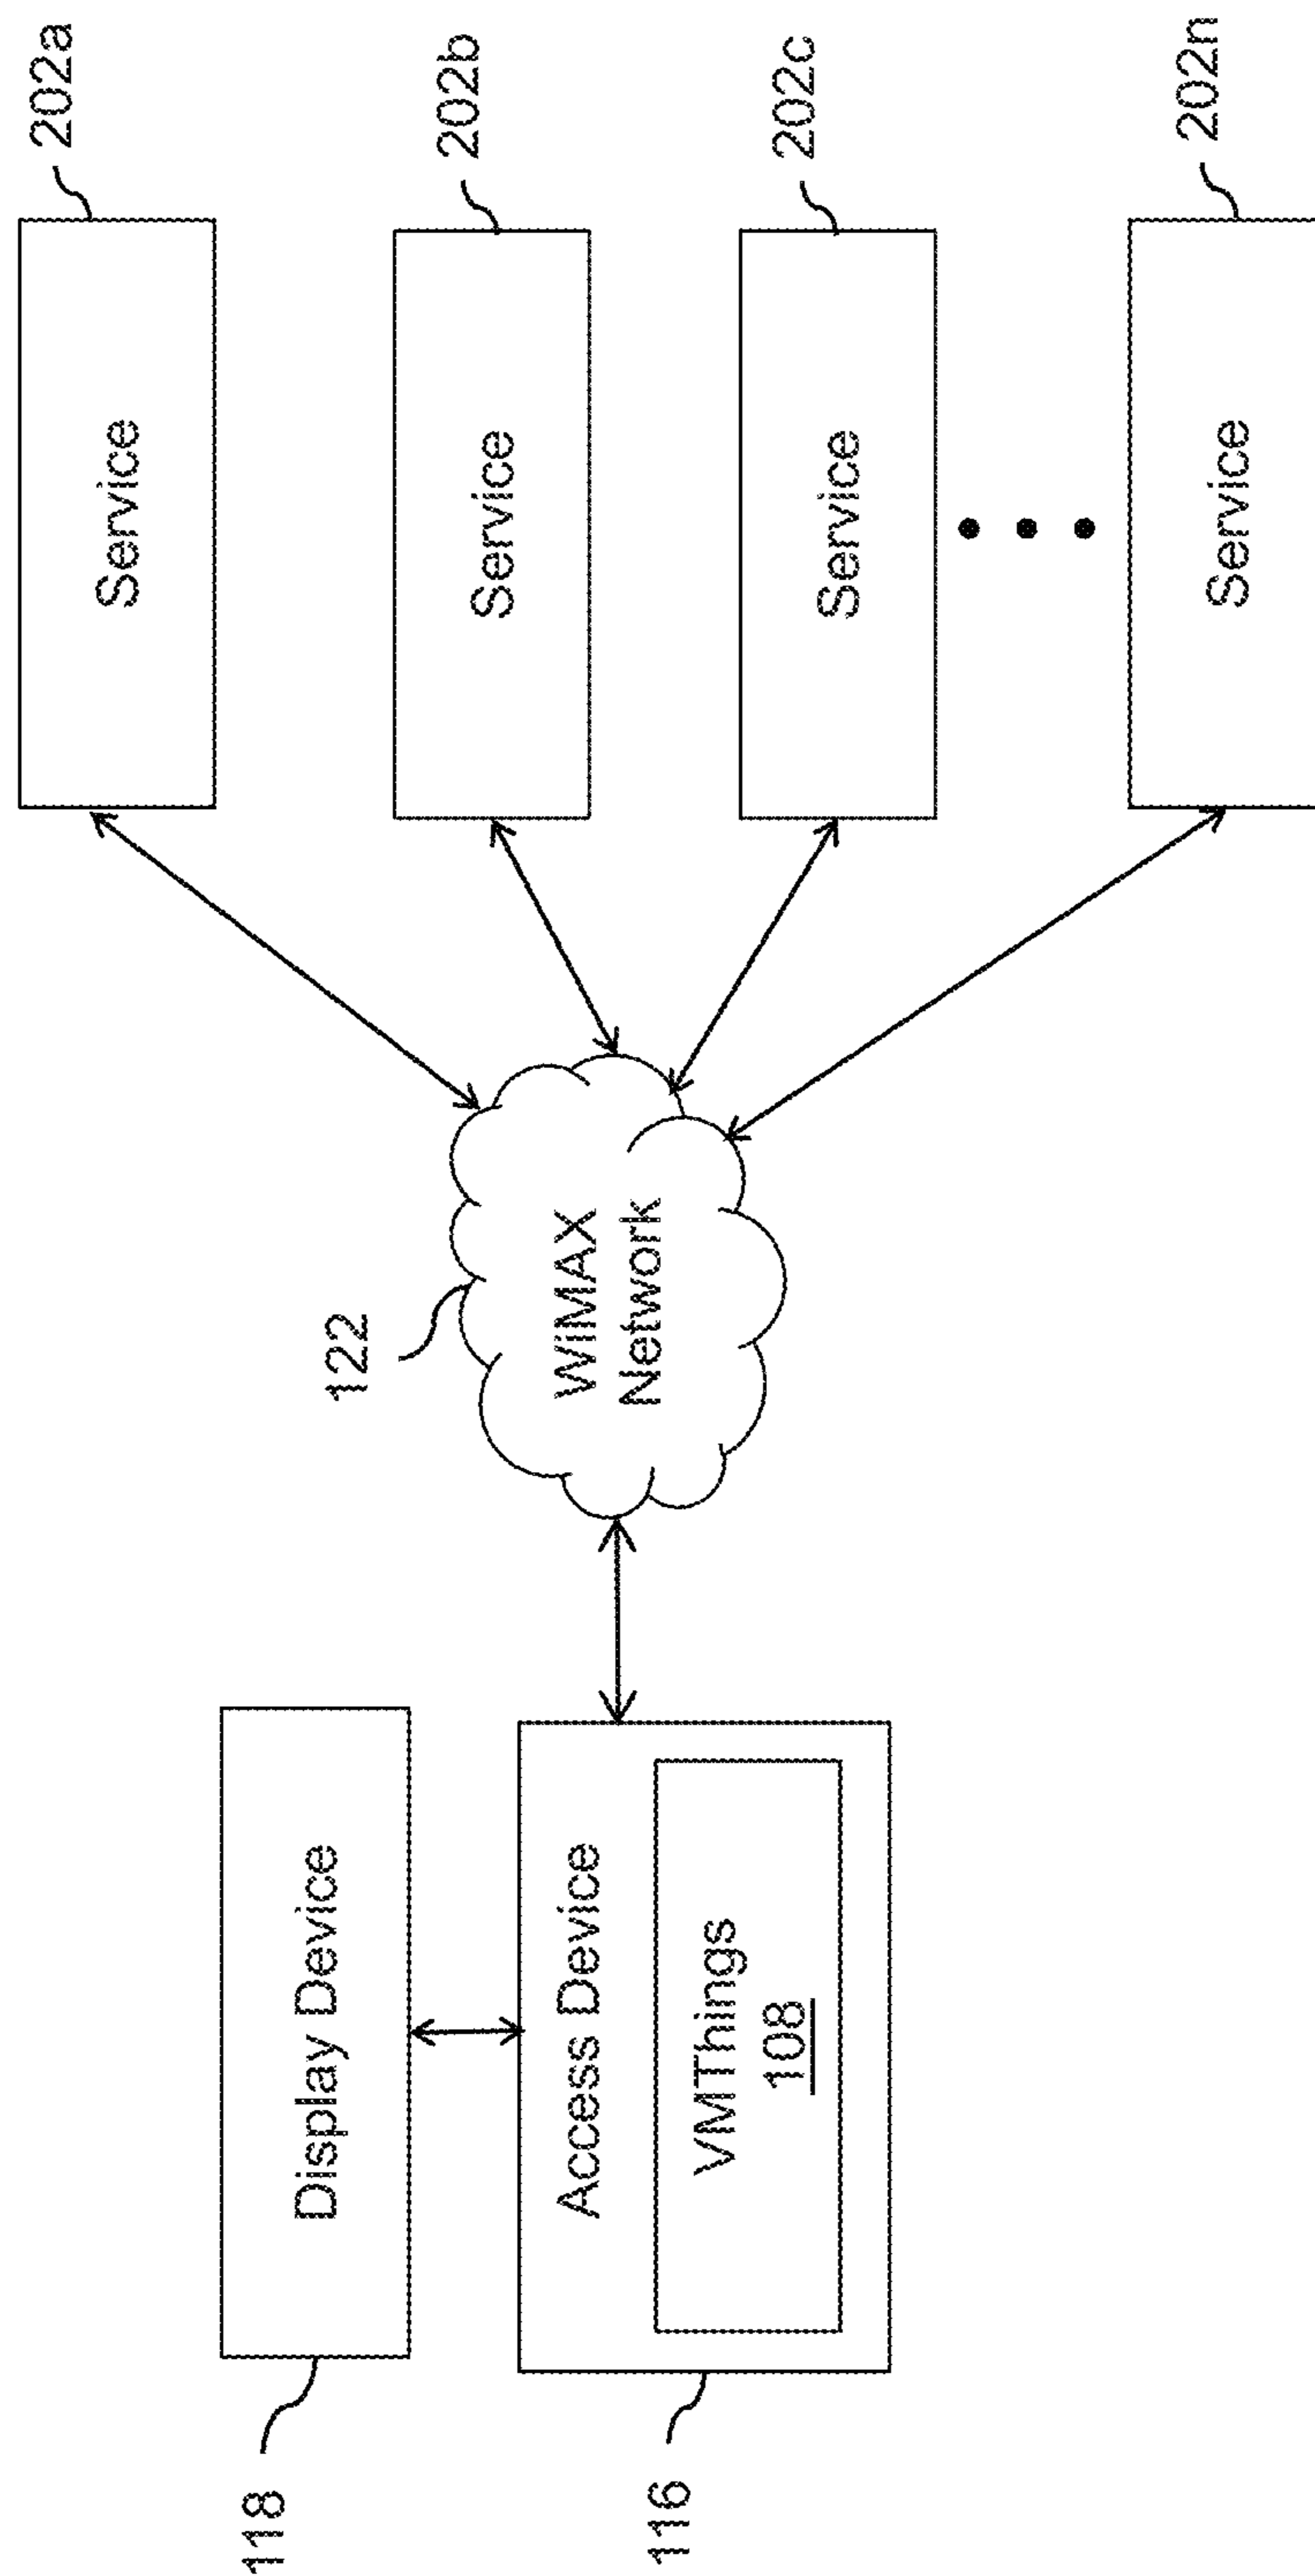 118
Display Device
116
Access Device
VMThings
108
122
WiMAX
Network
Service
202a
Service
202b
Service
202c
Service
202n